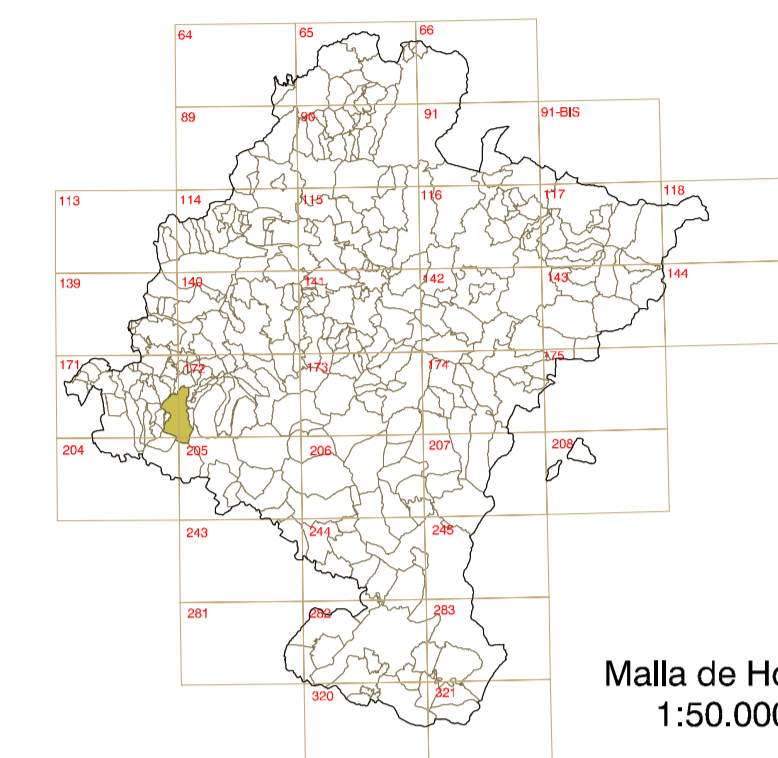 64 65 66
89 90 91 91-BIS
113 114 115 116 117 118
139 140 141 142 143 144
171 172 173 174 175
204 205 206 207 208
243 244 245
281 282 283
320 321
Malla de Ho
1:50.000